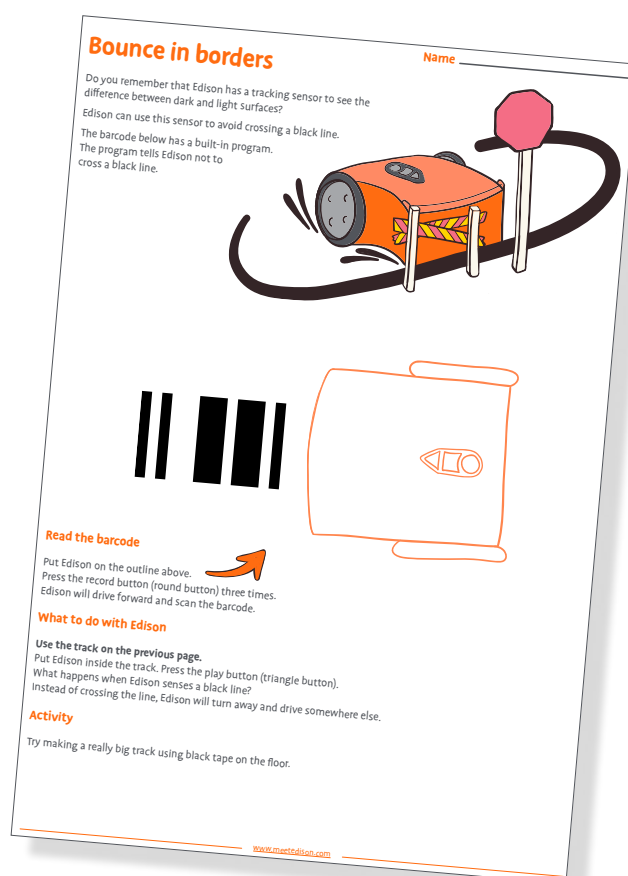 Bounce in borders
Name
Do you remember that Edison has a tracking sensor to see the
difference between dark and light surfaces?
Edison can use this sensor to avoid crossing a black line.
The barcode below has a built-in program.
The program tells Edison not to
cross a black line.
Read the barcode
Put Edison on the outline above.
Press the record button (round button) three times.
Edison will drive forward and scan the barcode.
What to do with Edison
Use the track on the previous page.
Put Edison inside the track. Press the play button (triangle button).
What happens when Edison senses a black line?
Instead of crossing the line, Edison will turn away and drive somewhere else.
Activity
Try making a really big track using black tape on the floor.
www.meetedison.com